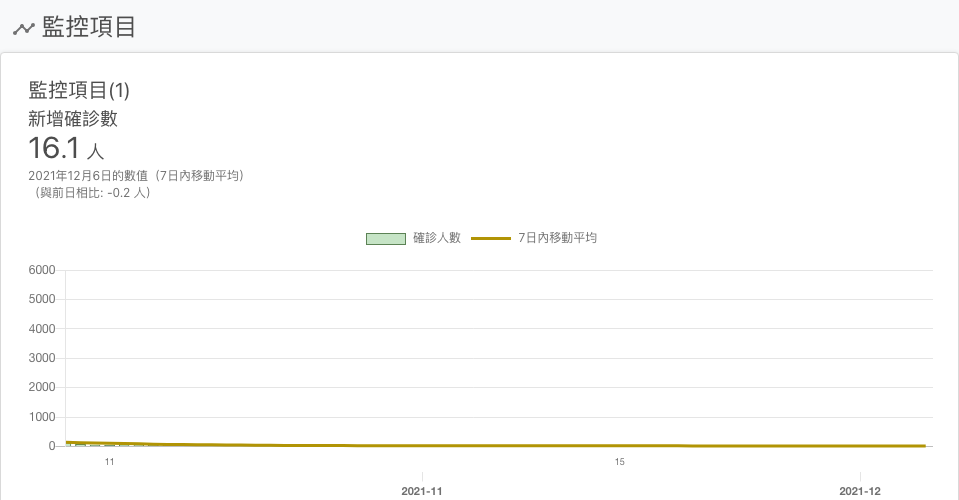 監控項目
監控項目(1)
新增確診數
16.1 人
2021年12月6日的數值（7日內移動平均）
（與前日相比: -0.2 人）
確診人數 7日內移動平均
6000
5000
4000
3000
2000
1000
0
11 15
2021-11 2021-12